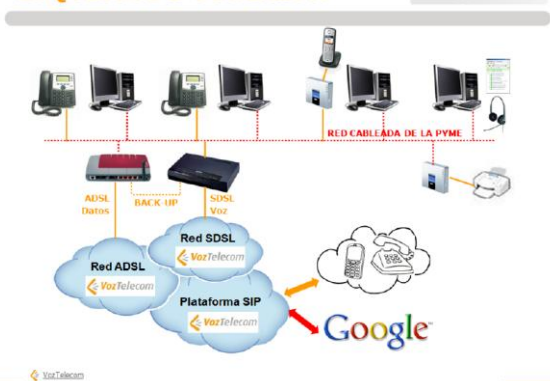 RED CABLEADA DE LA PYME
ADSL
Datos
BACK-UP
SDSL
Voz
Red SDSL
VozTelecom
Red ADSL
VozTelecom
Plataforma SIP
VozTelecom
Google
VozTelecom